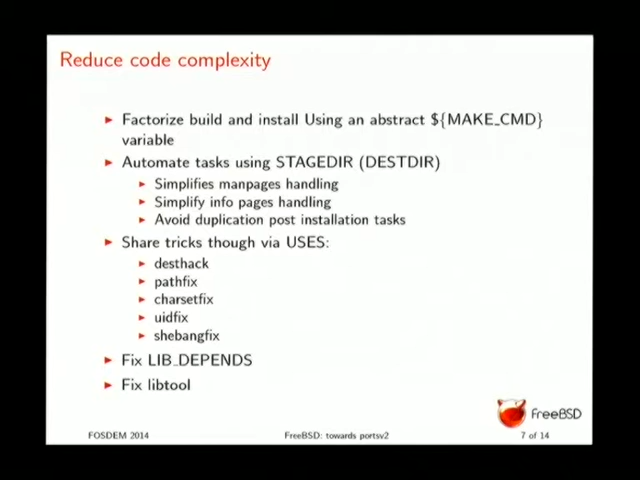 Reduce code complexity
Factorize build and install Using an abstract ${MAKE_CMD}
variable
Automate tasks using STAGEDIR (DESTDIR)
Simplifies manpages handling
Simplify info pages handling
Avoid duplication post installation tasks
Share tricks though via USES:
desthack
pathfix
charsetfix
uidfix
shebangfix
Fix LIB_DEPENDS
Fix libtool
FreeBSD
FOSDEM 2014 FreeBSD: towards portsv2 7 of 14